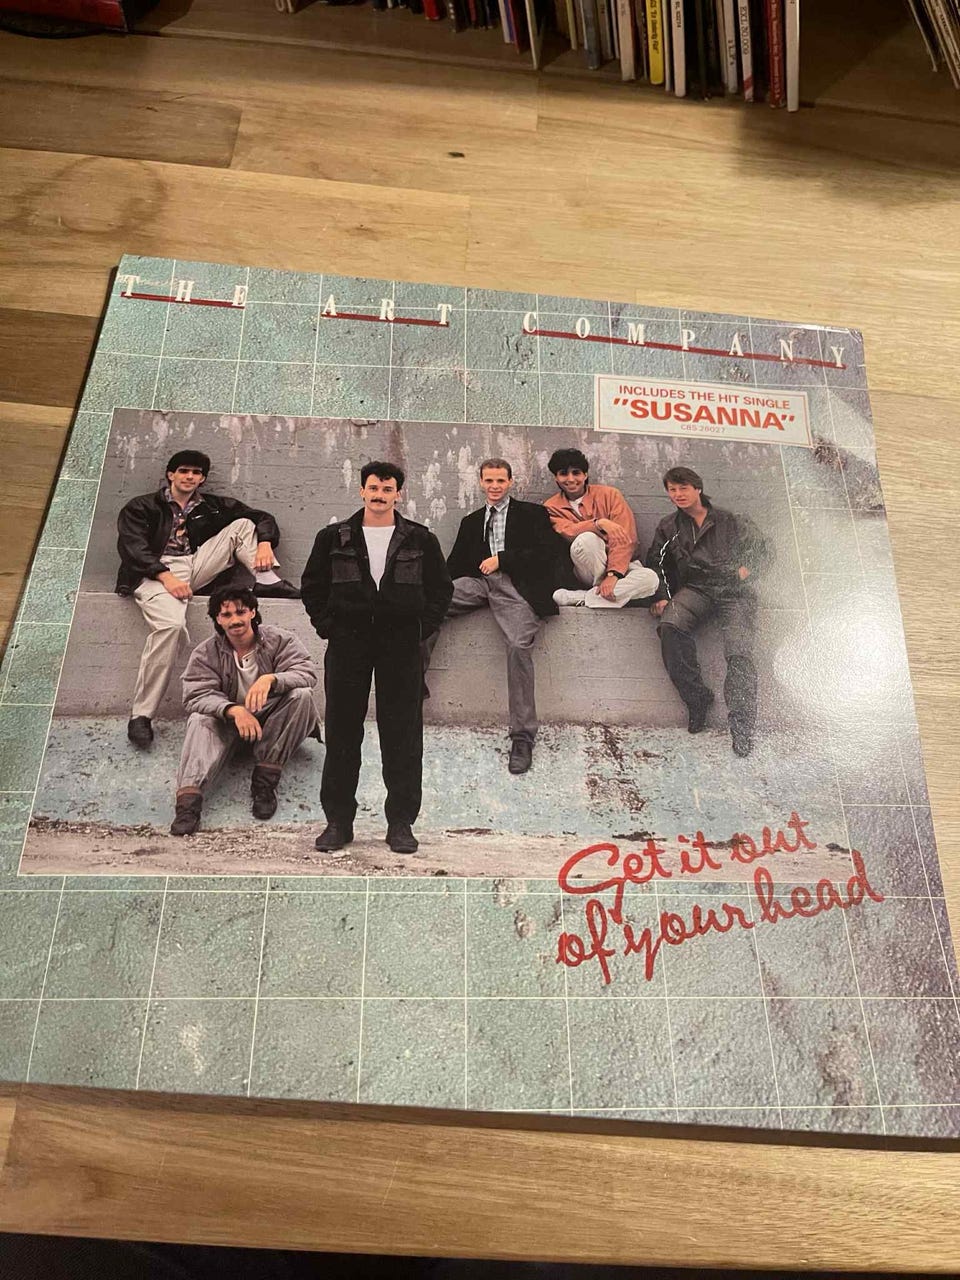 THE ART COMPANY
INCLUDES THE HIT SINGLE
"SUSANNA"
CBS 26027
Get it out
of your head